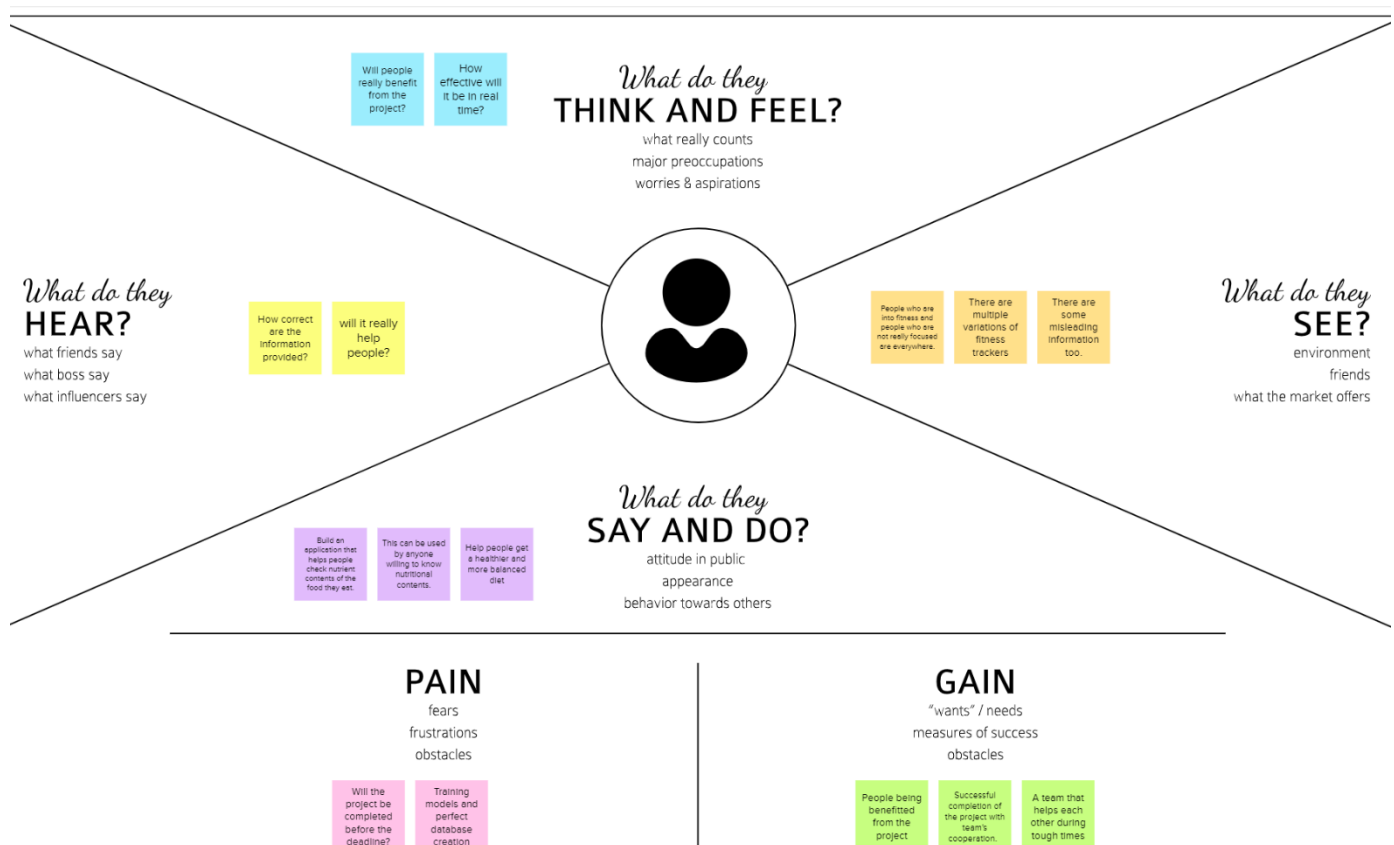 Will people
really benefit
from the
project?
How
effective will
it be in real
time?
What do they
THINK AND FEEL?
what really counts
major preoccupations
worries & aspirations
What do they
HEAR?
what friends say
what boss say
what influencers say
How correct
are the
information
provided?
will it really
help
people?
People who are
into fitness and
people who are
not really focused
are everywhere.
There are
multiple
variations of
fitness
trackers
There are
some
misleading
information
too.
What do they
SEE?
environment
friends
what the market offers
Build an
application that
helps people
check nutrient
contents of the
food they eat.
This can be used
by anyone
willing to know
nutritional
contents.
Help people get
a healthier and
more balanced
diet
What do they
SAY AND DO?
attitude in public
appearance
behavior towards others
PAIN
fears
frustrations
obstacles
Will the
project be
completed
before the
deadline?
Training
models and
perfect
database
creation
GAIN
“wants” / needs
measures of success
obstacles
People being
benefitted
from the
project
Successful
completion of
the project with
team's
cooperation.
A team that
helps each
other during
tough times